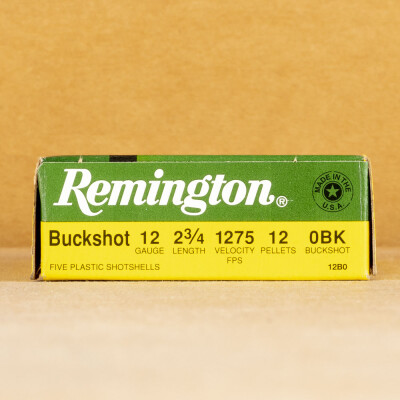 Remington®
MADE IN THE
U.S.A.
Buckshot 12 2¾ 1275 12 0BK
GAUGE LENGTH VELOCITY PELLETS BUCKSHOT
FPS
FIVE PLASTIC SHOTSHELLS 12B0